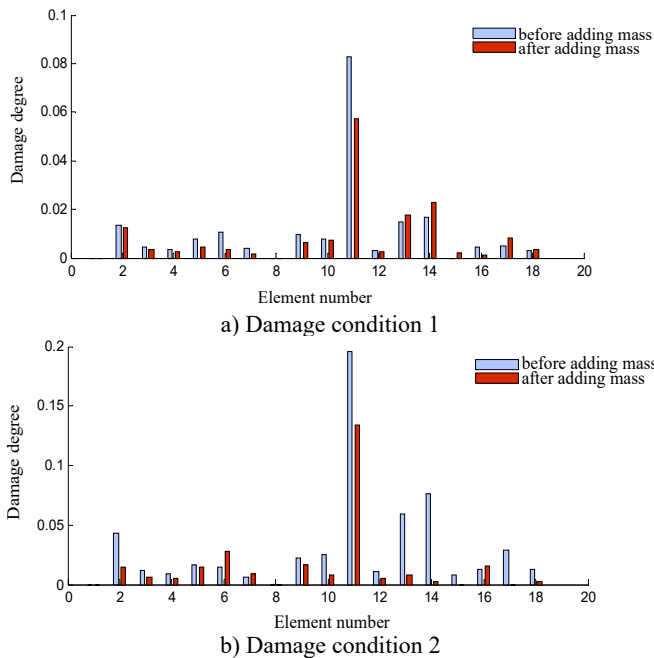 0.1
before adding mass
after adding mass
0.08
0.06
Damage degree
0.04
0.02
0
0 2 4 6 8 10 12 14 16 18 20
Element number
a) Damage condition 1
0.2
before adding mass
after adding mass
0.15
Damage degree
0.1
0.05
0
0 2 4 6 8 10 12 14 16 18 20
Element number
b) Damage condition 2